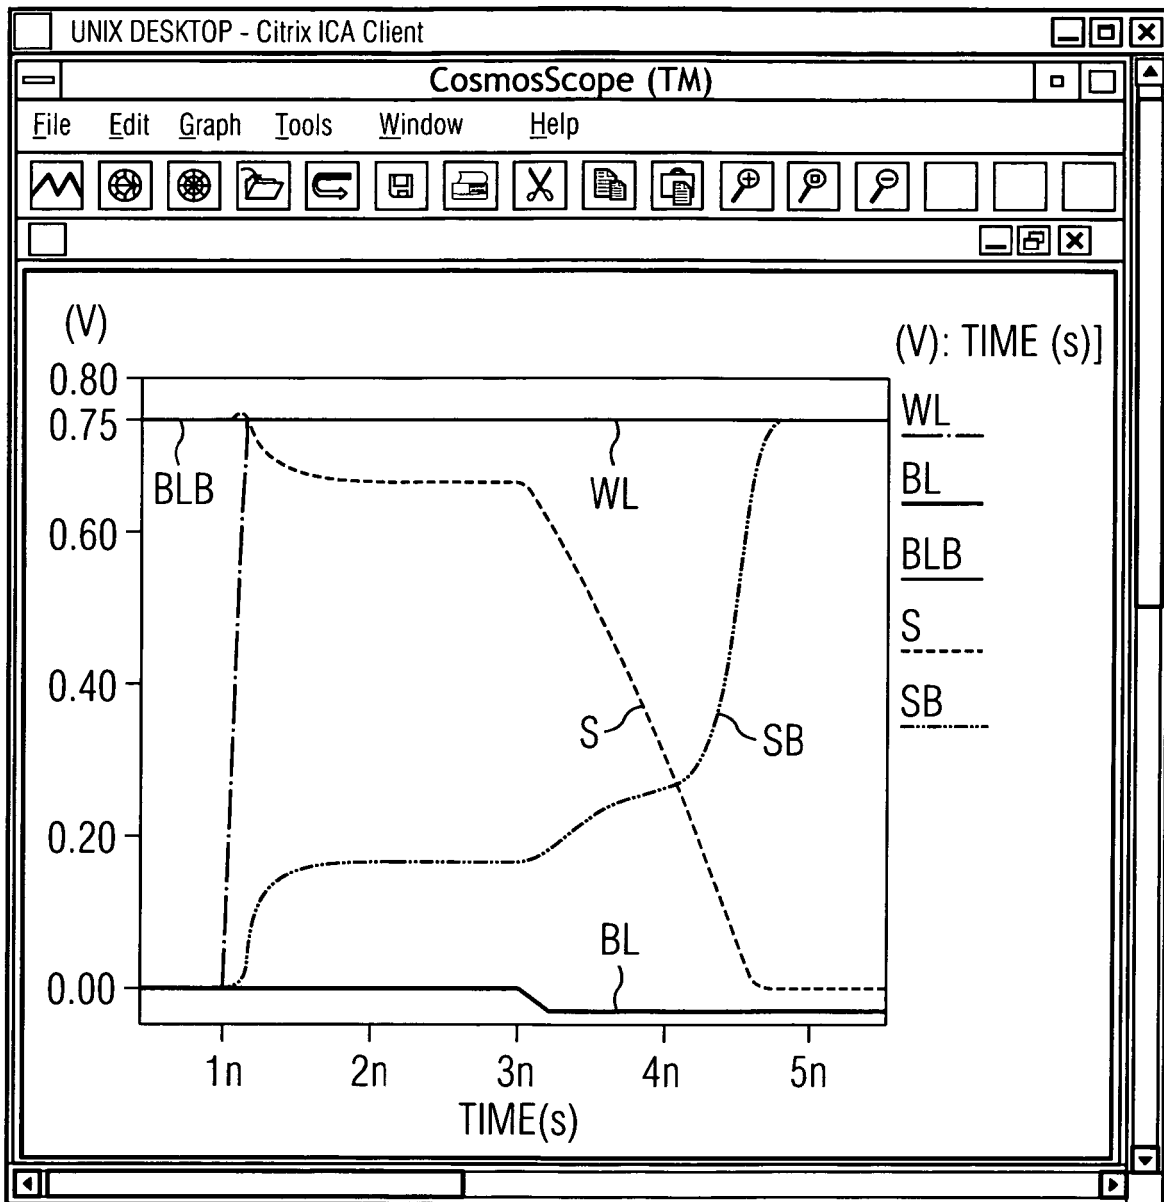 UNIX DESKTOP - Citrix ICA Client
CosmosScope (TM)
File Edit Graph Tools Window Help
(V)
(V): TIME (s)]
0.80
0.75
0.60
0.40
0.20
0.00
BLB
WL
S
SB
BL
WL
BL
BLB
S
SB
1n 2n 3n 4n 5n
TIME(s)